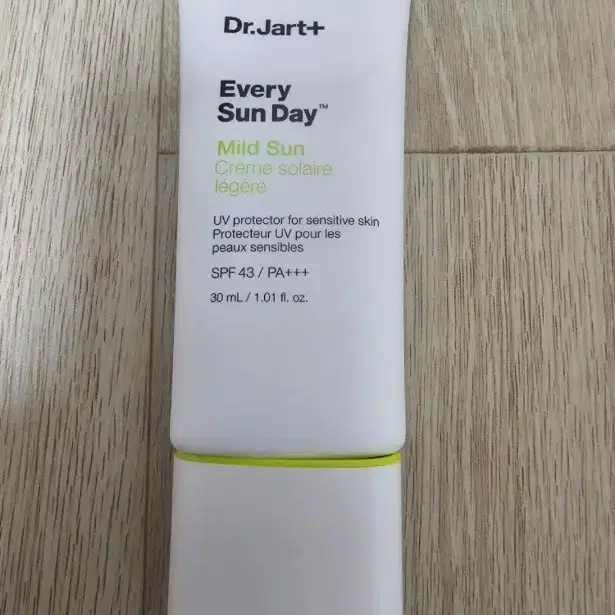 Dr.Jart+
Every
Sun Day™
Mild Sun
Crème solaire
légère
UV protector for sensitive skin
Protecteur UV pour les
peaux sensibles
SPF 43 / PA+++
30 mL / 1.01 fl. oz.